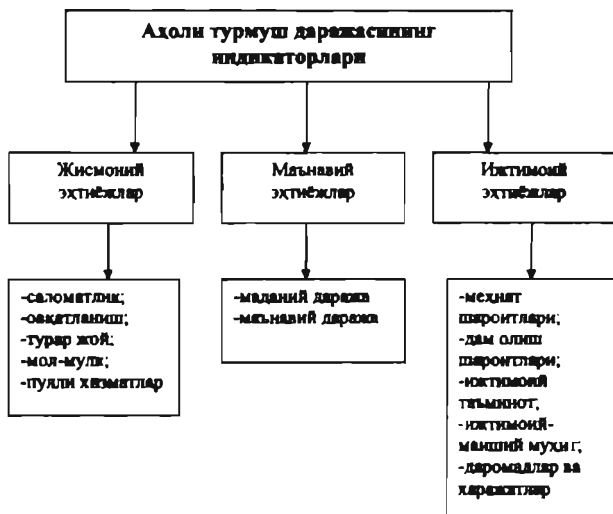 Аҳоли турмуш даражасининг
индикаторлари
Жисмоний
эҳтиёжлар
Маънавий
эҳтиёжлар
Ижтимоий
эҳтиёжлар
-саломатлик;
-овқатланиш;
-турар жой;
-мол-мулк;
-пулли хизматлар
-маданий даража
-маънавий даража
-меҳнат
шароитлари;
-дам олиш
шароитлари;
-ижтимоий
таъминот;
-ижтимоий-
маиший муҳит;
-даромадлар ва
харажатлар